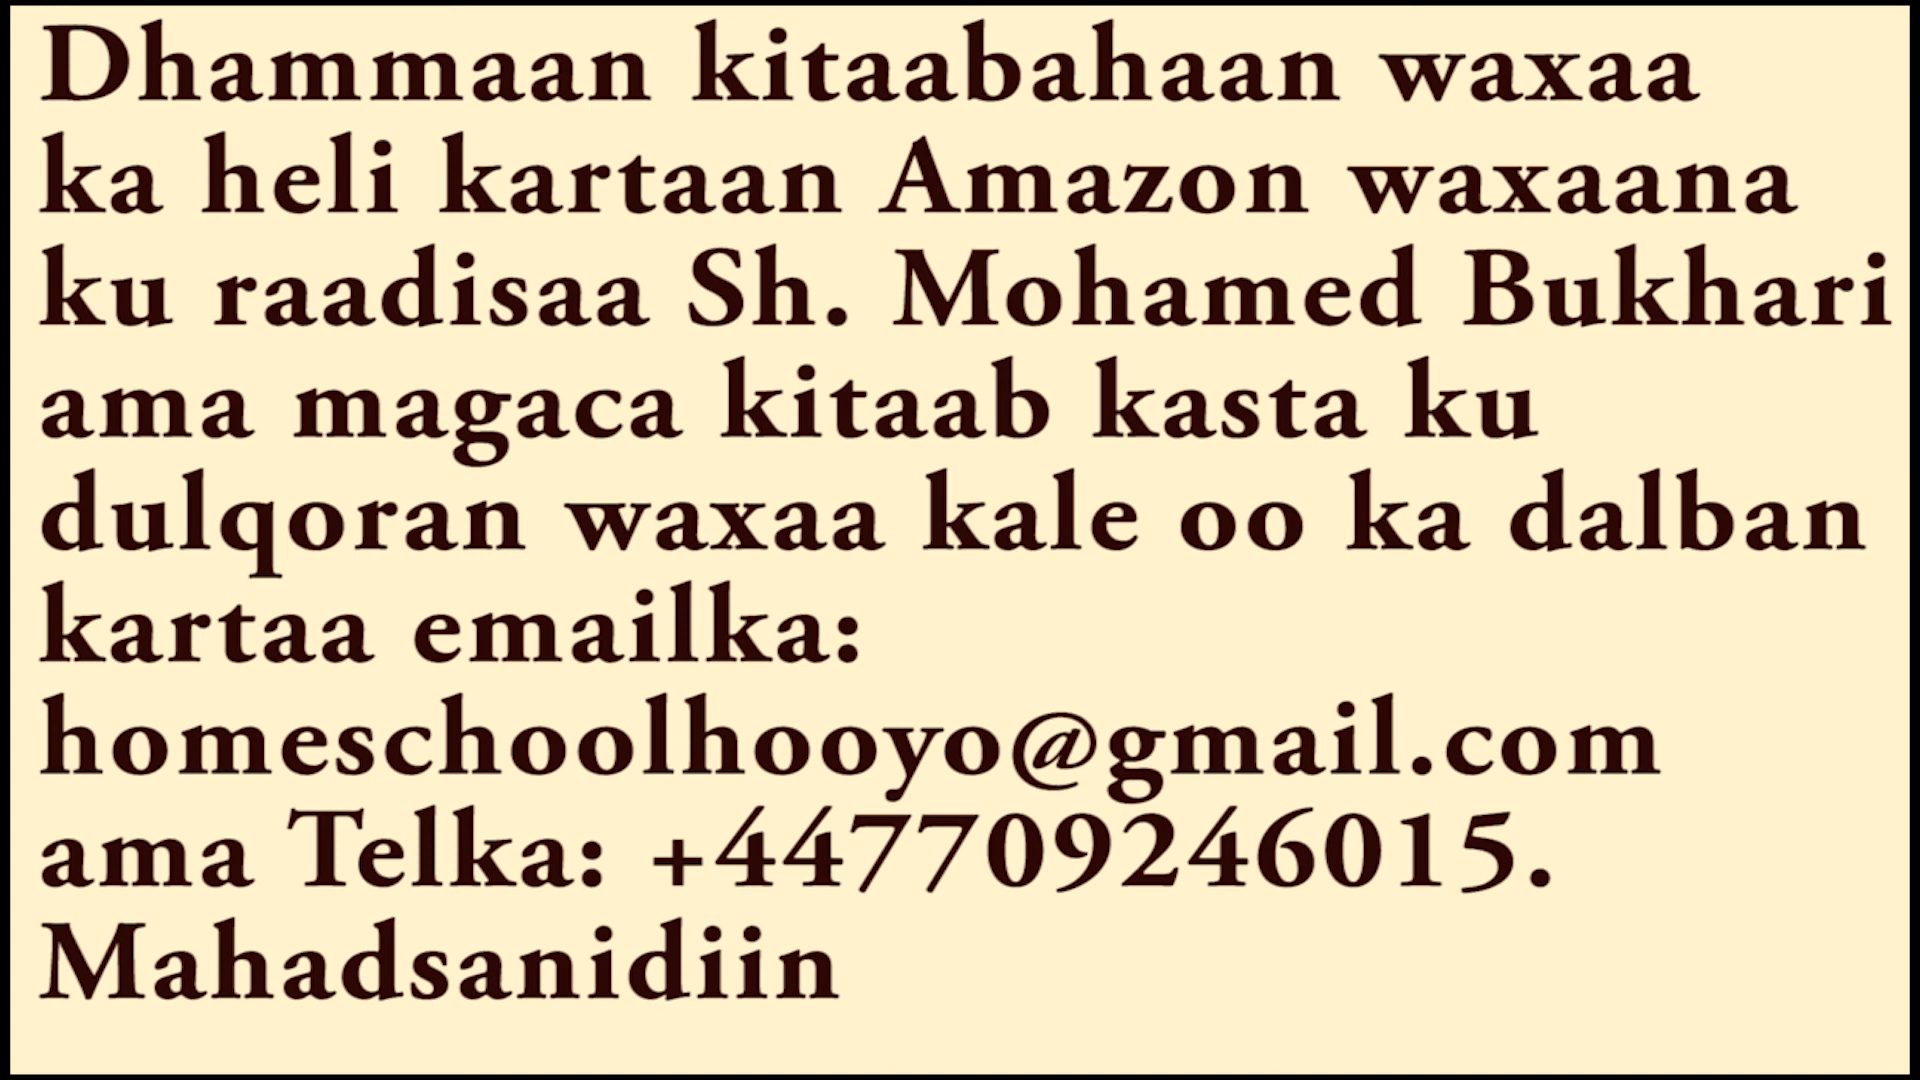 Dhammaan kitaabahaan waxaa
ka heli kartaan Amazon waxaana
ku raadisaa Sh. Mohamed Bukhari
ama magaca kitaab kasta ku
dulqoran waxaa kale oo ka dalban
kartaa emailka:
homeschoolhooyo@gmail.com
ama Telka: +447709246015.
Mahadsanidiin